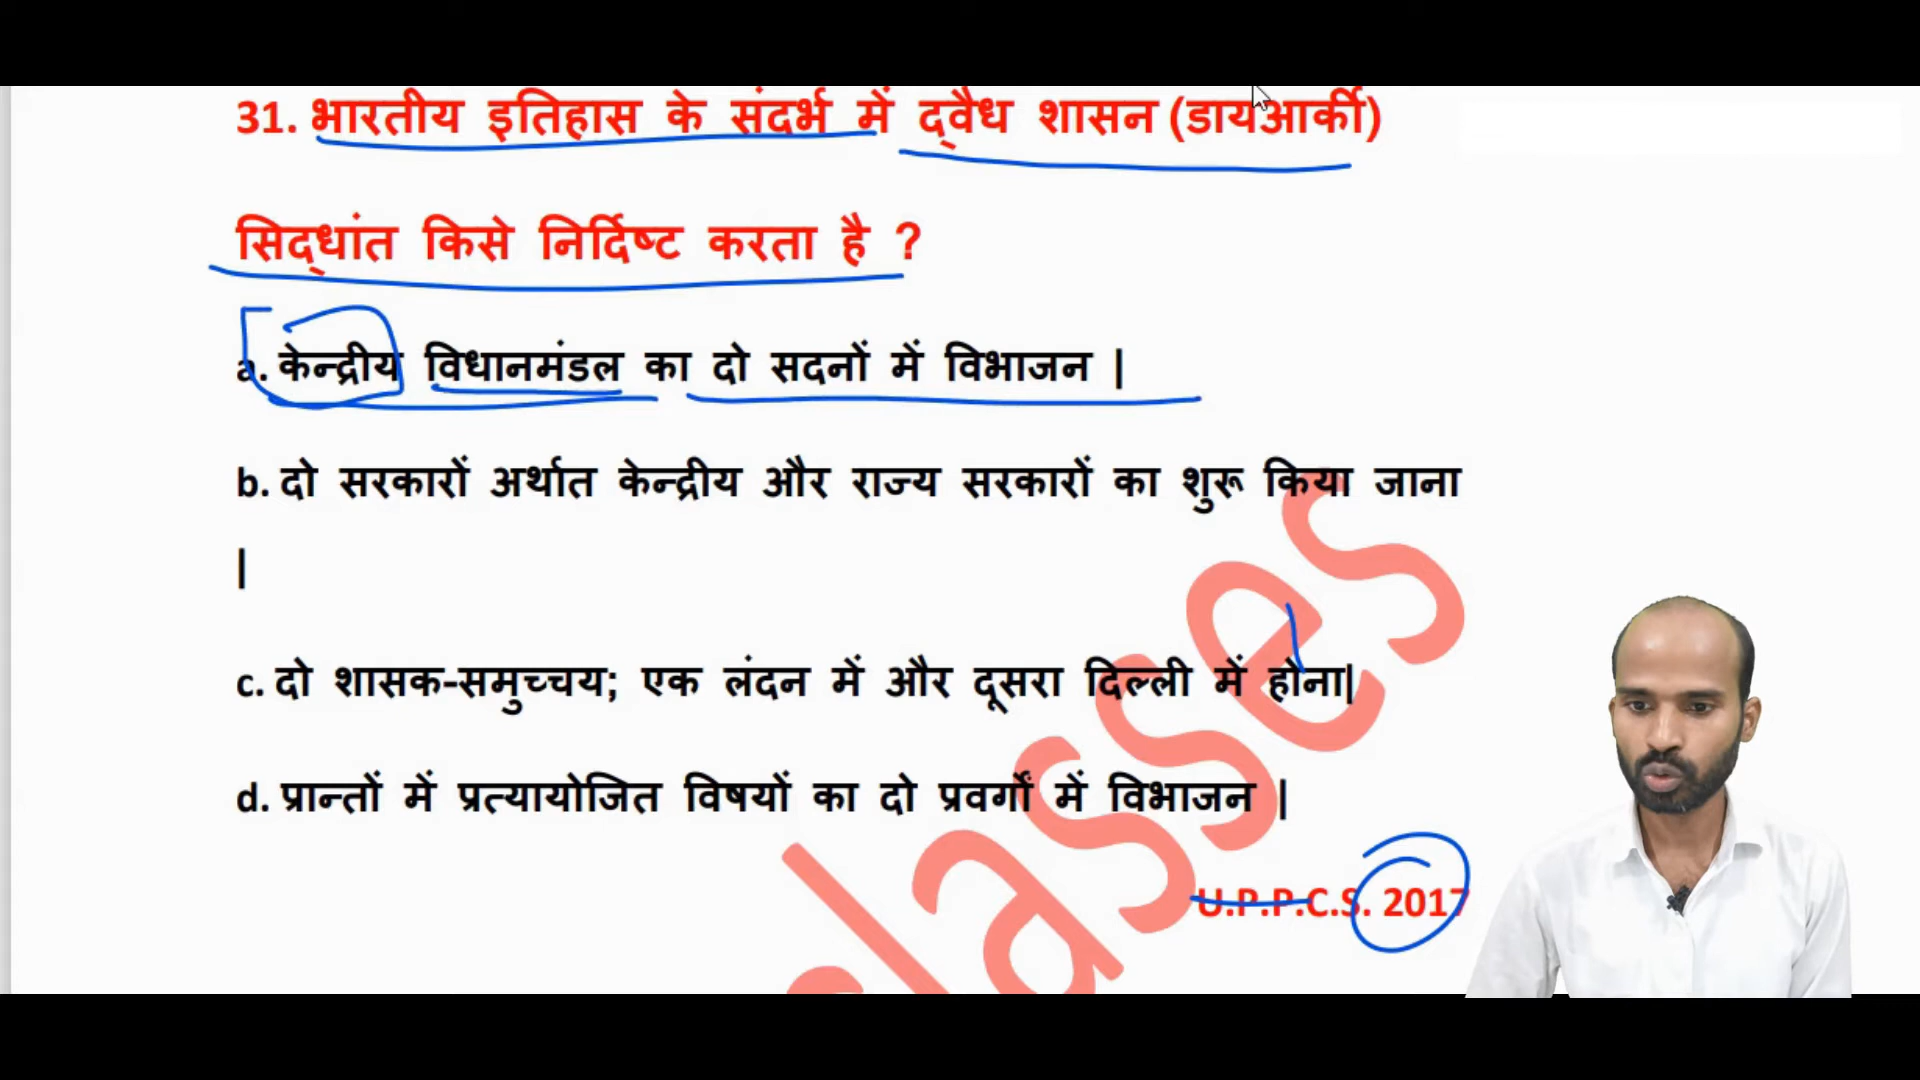 31. भारतीय इतिहास के संदर्भ में द्वैध शासन (डायआर्की)
सिद्धांत किसे निर्दिष्ट करता है ?
a. केन्द्रीय विधानमंडल का दो सदनों में विभाजन |
b. दो सरकारों अर्थात केन्द्रीय और राज्य सरकारों का शुरू किया जाना
|
c. दो शासक-समुच्चय; एक लंदन में और दूसरा दिल्ली में होना|
d. प्रान्तों में प्रत्यायोजित विषयों का दो प्रवर्गों में विभाजन |
U.P.P.C.S. 2017
lasses